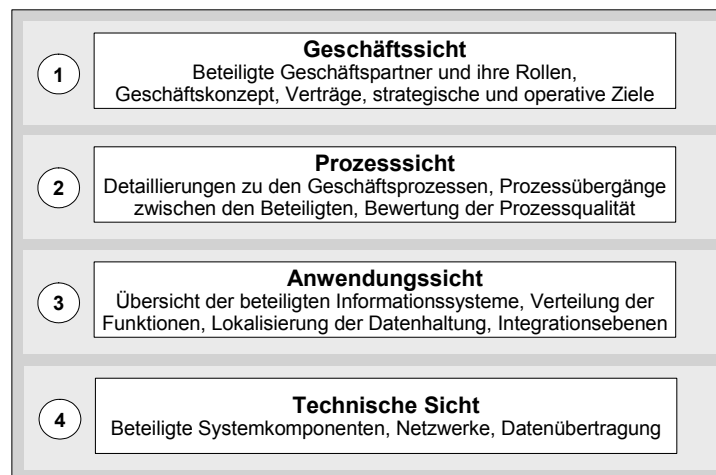 1
Geschäftssicht
Beteiligte Geschäftspartner und ihre Rollen,
Geschäftskonzept, Verträge, strategische und operative Ziele
2
Prozesssicht
Detaillierungen zu den Geschäftsprozessen, Prozessübergänge
zwischen den Beteiligten, Bewertung der Prozessqualität
3
Anwendungssicht
Übersicht der beteiligten Informationssysteme, Verteilung der
Funktionen, Lokalisierung der Datenhaltung, Integrationsebenen
4
Technische Sicht
Beteiligte Systemkomponenten, Netzwerke, Datenübertragung